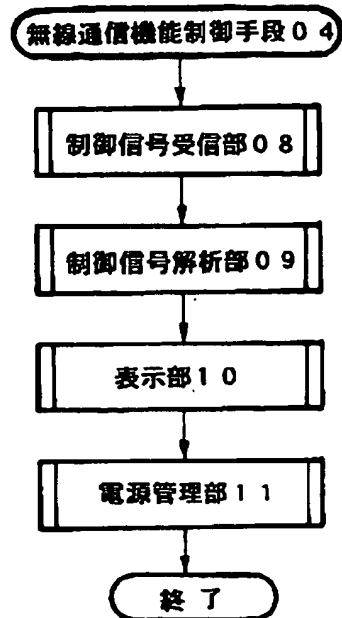 無線通信機能制御手段０４
制御信号受信部０８
制御信号解析部０９
表示部１０
電源管理部１１
終了